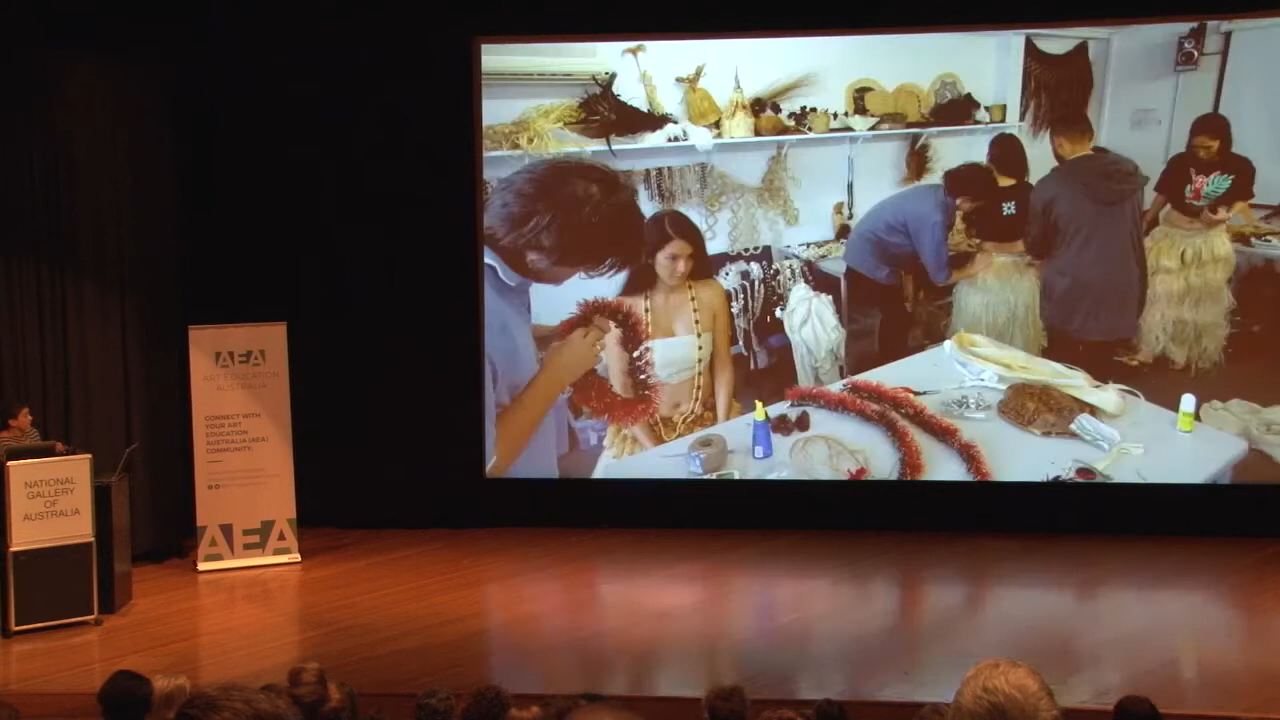 AEA
ART EDUCATION
AUSTRALIA
CONNECT WITH
YOUR ART
EDUCATION
AUSTRALIA (AEA)
COMMUNITY:
AEA
NATIONAL
GALLERY
OF
AUSTRALIA